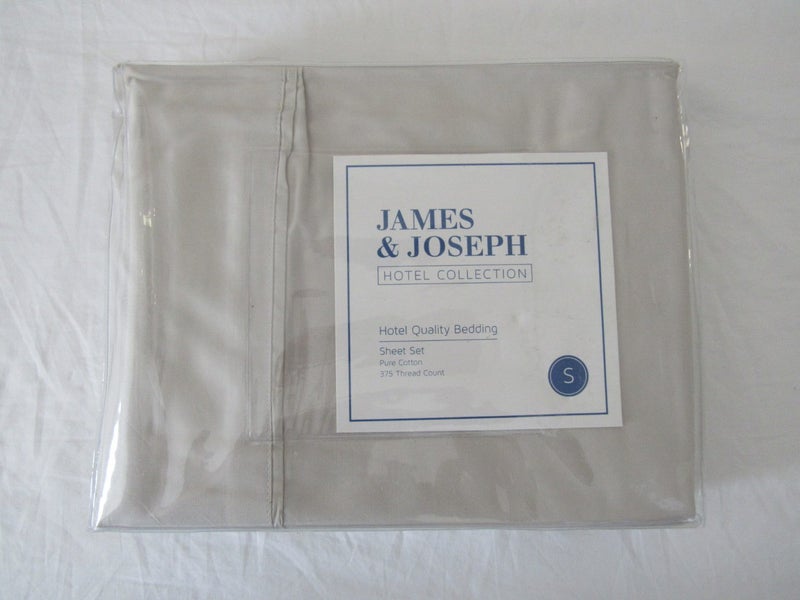 JAMES
& JOSEPH
HOTEL COLLECTION
Hotel Quality Bedding
Sheet Set
Pure Cotton
375 Thread Count
S